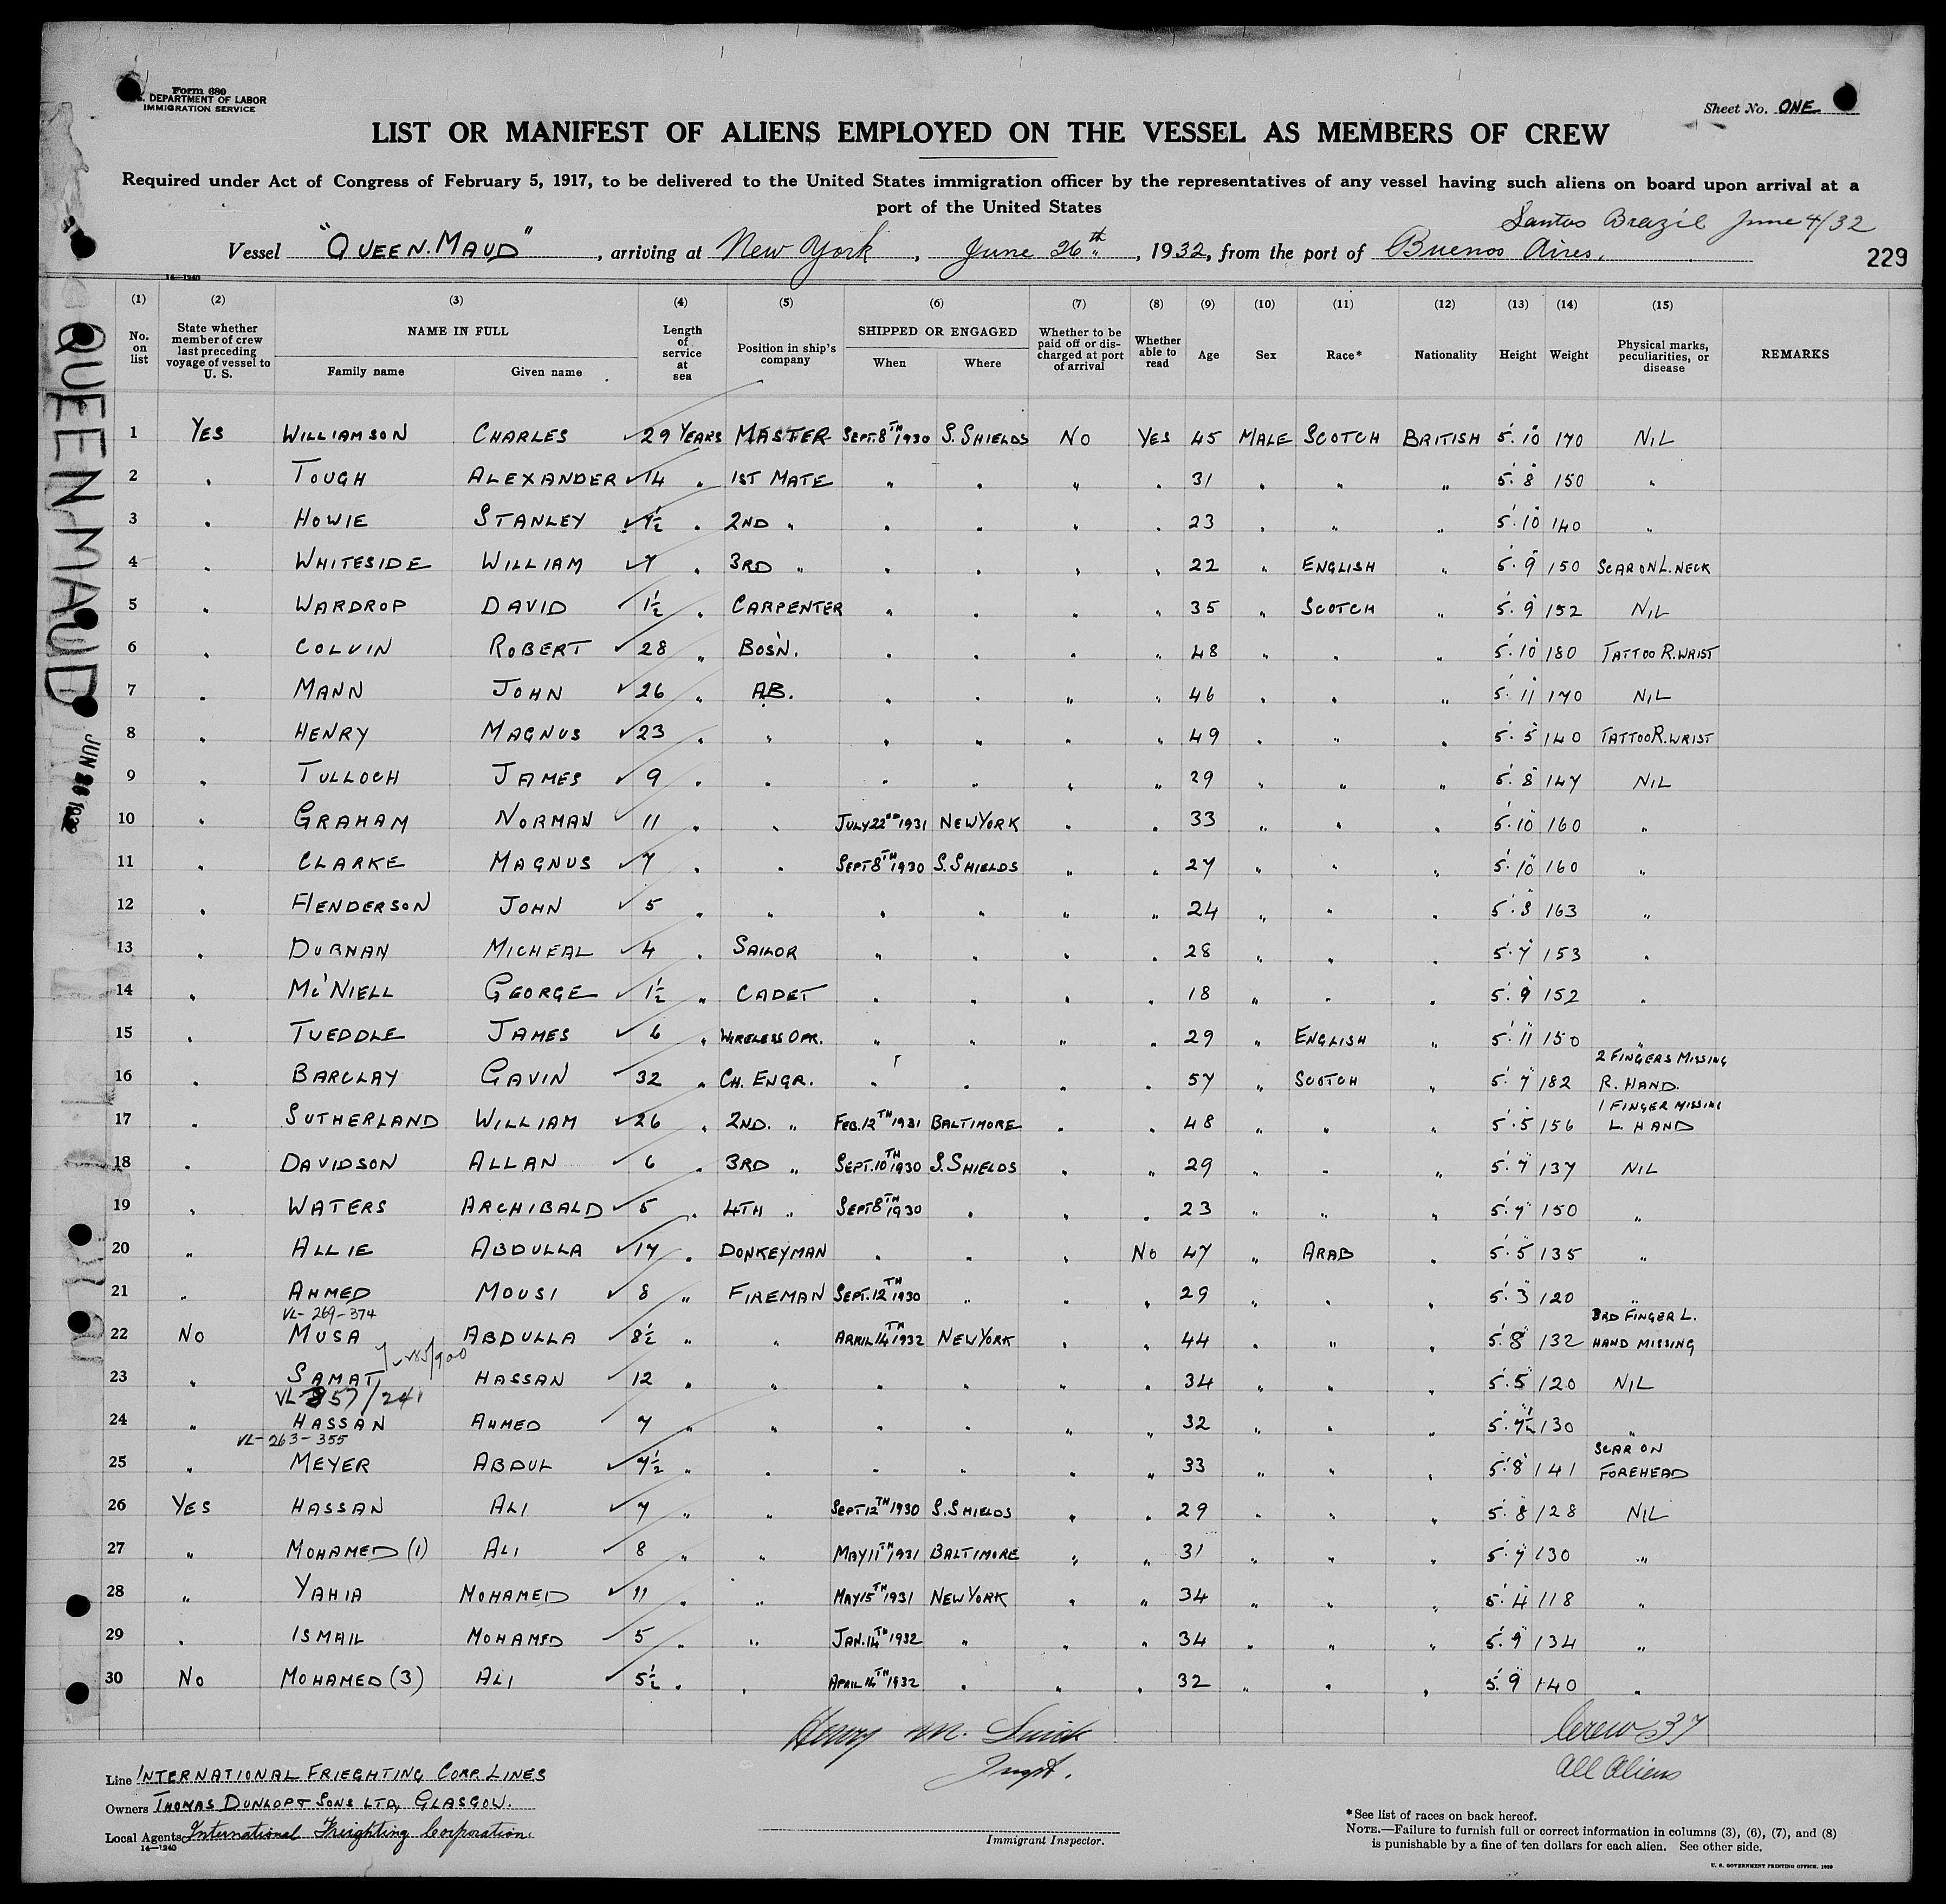 Form 680
U.S. DEPARTMENT OF LABOR
IMMIGRATION SERVICE
Sheet No. ONE
LIST OR MANIFEST OF ALIENS EMPLOYED ON THE VESSEL AS MEMBERS OF CREW
Required under Act of Congress of February 5, 1917, to be delivered to the United States immigration officer by the representatives of any vessel having such aliens on board upon arrival at a
port of the United States
Santos Brazil June 4/32
Vessel "QUEEN.MAUD", arriving at New York, June 26th, 1932, from the port of Buenos Aires.
229
14—1240
(1) (2) (3) (4) (5) (6) (7) (8) (9) (10) (11) (12) (13) (14) (15)
No. on list | State whether member of crew last preceding voyage of vessel to U. S. | NAME IN FULL Family name Given name | Length of service at sea | Position in ship's company | SHIPPED OR ENGAGED When Where | Whether to be paid off or discharged at port of arrival | Whether able to read | Age | Sex | Race* | Nationality | Height | Weight | Physical marks, peculiarities, or disease | REMARKS
1 YES WILLIAMSON CHARLES 29 YEARS MASTER SEPT.8TH 1930 S.SHIELDS NO YES 45 MALE SCOTCH BRITISH 5'.10" 170 NIL
2 " TOUGH ALEXANDER 14 " 1ST MATE " " " " 31 " " " 5'.8" 150 "
3 " HOWIE STANLEY " 2ND " " " " " 23 " " " 5'.10" 140 "
4 " WHITESIDE WILLIAM 7 " 3RD " " " " " 22 " ENGLISH " 5'.9" 150 SCAR ON L.NECK
5 " WARDROP DAVID 1½ " CARPENTER " " " " 35 " SCOTCH " 5'.9" 152 NIL
6 " COLVIN ROBERT 28 " BOS'N. " " " " 48 " " " 5'.10" 180 TATTOO R.WRIST
7 " MANN JOHN 26 " A.B. " " " " 46 " " " 5'.11" 170 NIL
8 " HENRY MAGNUS 23 " " " " " " 49 " " " 5'.5" 140 TATTOO R.WRIST
9 " TULLOCH JAMES 9 " " " " " " 29 " " " 5'.8" 147 NIL
10 " GRAHAM NORMAN 11 " " JULY 22ND 1931 NEW YORK " " 33 " " " 5'.10" 160 "
11 " CLARKE MAGNUS 7 " " SEPT 8TH 1930 S.SHIELDS " " 27 " " " 5'.10" 160 "
12 " HENDERSON JOHN 5 " " " " " " 24 " " " 5'.8" 163 "
13 " DURNAN MICHEAL 4 " SAILOR " " " " 28 " " " 5'.7" 153 "
14 " Mc'NIELL GEORGE 1½ " CADET " " " " 18 " " " 5'.9" 152 "
15 " TUEDDLE JAMES 6 " WIRELESS OPR. " " " " 29 " ENGLISH " 5'.11" 150 "
16 " BARCLAY GAVIN 32 " CH. ENGR. " " " " 57 " SCOTCH " 5'.7" 182 2 FINGERS MISSING R. HAND.
17 " SUTHERLAND WILLIAM 26 " 2ND. " FEB.12TH 1931 BALTIMORE " " 48 " " " 5'.5" 156 1 FINGER MISSING L. HAND
18 " DAVIDSON ALLAN 6 " 3RD " SEPT.10TH 1930 S.SHIELDS " " 29 " " " 5'.7" 137 NIL
19 " WATERS ARCHIBALD 5 " 4TH " SEPT 8TH 1930 " " " 23 " " " 5'.7" 150 "
20 " ALLIE ABDULLA 17 " DONKEYMAN " " " NO 47 " ARAB " 5'.5" 135 "
21 " AHMED MOUSI 8 " FIREMAN SEPT.12TH 1930 " " " 29 " " " 5'.3" 120 "
VL-269-374
22 NO MUSA ABDULLA 8½ " " APRIL 14TH 1932 NEW YORK " " 44 " " " 5'.8" 132 3RD FINGER L. HAND MISSING
23 " SAMAT HASSAN 12 " " " " " " 34 " " " 5'.5" 120 NIL
VL-857/241
24 " HASSAN AHMED 7 " " " " " " 32 " " " 5'.7½" 130 "
VL-263-355
25 " MEYER ABDUL 7½ " " " " " " 33 " " " 5'.8" 141 SCAR ON FOREHEAD
26 YES HASSAN ALI 7 " " SEPT 12TH 1930 S.SHIELDS " " 29 " " " 5'.8" 128 NIL
27 " MOHAMED (1) ALI 8 " " MAY 11TH 1931 BALTIMORE " " 31 " " " 5'.7" 130 "
28 " YAHIA MOHAMED 11 " " MAY 15TH 1931 NEW YORK " " 34 " " " 5'.4" 118 "
29 " ISMAIL MOHAMED 5 " " JAN.14TH 1932 " " " 34 " " " 5'.9" 134 "
30 NO MOHAMED (3) ALI 5½ " " APRIL 14TH 1932 " " " 32 " " " 5'.9" 140 "
Henry M.
Inspt.
Crew 37
All Aliens
Line INTERNATIONAL FRIEGHTING CORP. LINES
Owners THOMAS DUNLOP & SONS LTD, GLASGOW.
Local Agents International Freighting Corporation.
14—1240
Immigrant Inspector.
*See list of races on back hereof.
NOTE.—Failure to furnish full or correct information in columns (3), (6), (7), and (8)
is punishable by a fine of ten dollars for each alien. See other side.
U. S. GOVERNMENT PRINTING OFFICE, 1929
QUEEN MAUD
JUN 26 1932